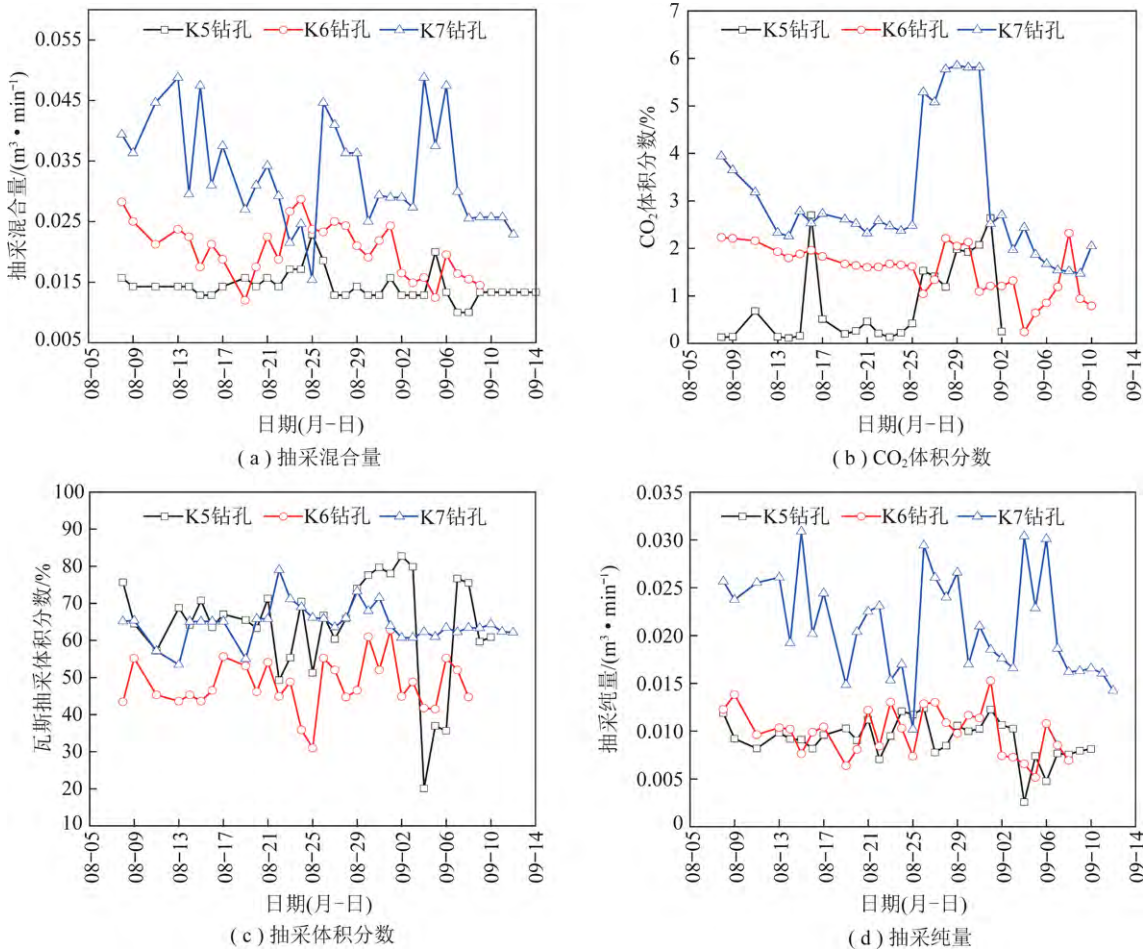 K5钻孔 K6钻孔 K7钻孔
0.055
0.045
0.035
0.025
0.015
0.005
抽采混合量/(m³·min⁻¹)
08-05 08-09 08-13 08-17 08-21 08-25 08-29 09-02 09-06 09-10 09-14
日期(月-日)
(a)抽采混合量
K5钻孔 K6钻孔 K7钻孔
7
6
5
4
3
2
1
0
CO₂体积分数/%
08-05 08-09 08-13 08-17 08-21 08-25 08-29 09-02 09-06 09-10 09-14
日期(月-日)
(b)CO₂体积分数
K5钻孔 K6钻孔 K7钻孔
100
90
80
70
60
50
40
30
20
10
瓦斯抽采体积分数/%
08-05 08-09 08-13 08-17 08-21 08-25 08-29 09-02 09-06 09-10 09-14
日期(月-日)
(c)抽采体积分数
K5钻孔 K6钻孔 K7钻孔
0.035
0.030
0.025
0.020
0.015
0.010
0.005
0
抽采纯量/(m³·min⁻¹)
08-05 08-09 08-13 08-17 08-21 08-25 08-29 09-02 09-06 09-10 09-14
日期(月-日)
(d)抽采纯量